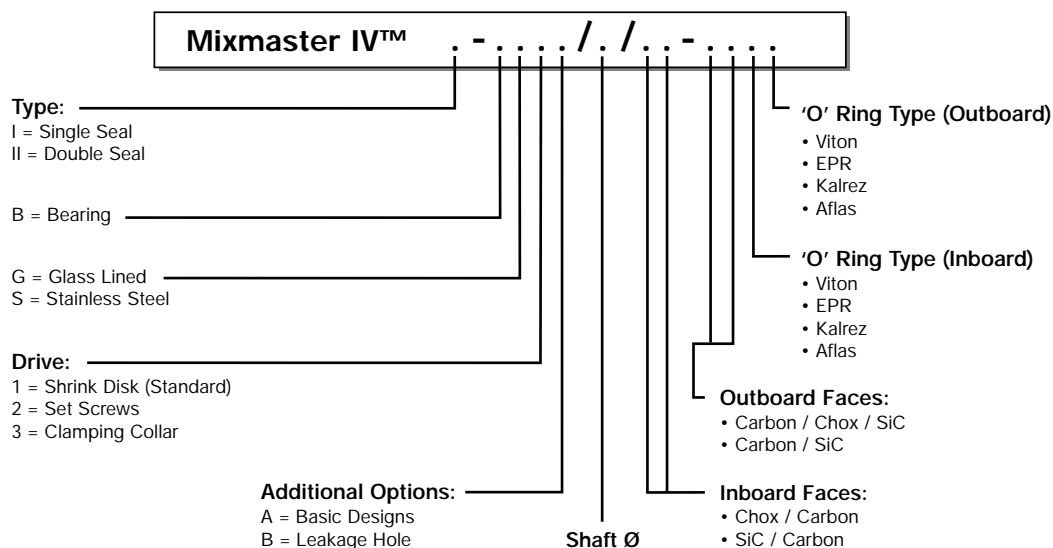 Mixmaster IV™ . - . . . . / . / . . - . . . .
Type:
I = Single Seal
II = Double Seal
B = Bearing
G = Glass Lined
S = Stainless Steel
Drive:
1 = Shrink Disk (Standard)
2 = Set Screws
3 = Clamping Collar
Additional Options:
A = Basic Designs
B = Leakage Hole
Shaft Ø
‘O’ Ring Type (Outboard)
• Viton
• EPR
• Kalrez
• Aflas
‘O’ Ring Type (Inboard)
• Viton
• EPR
• Kalrez
• Aflas
Outboard Faces:
• Carbon / Chox / SiC
• Carbon / SiC
Inboard Faces:
• Chox / Carbon
• SiC / Carbon